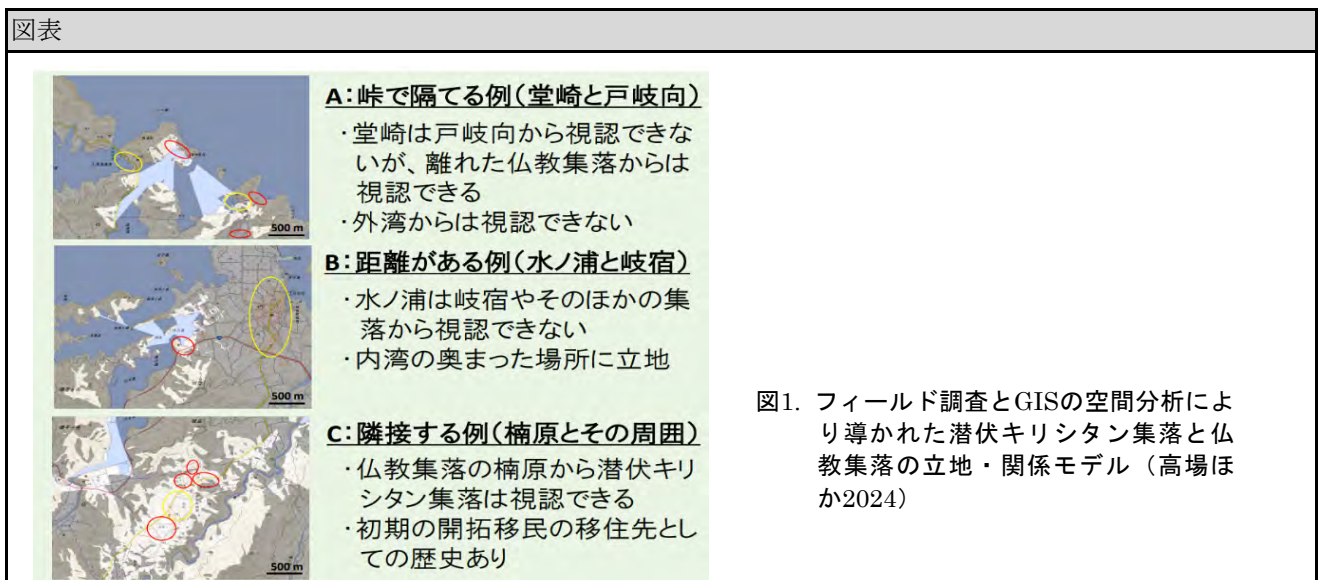 図表
A:峠で隔てる例(堂崎と戸岐向)
・堂崎は戸岐向から視認できな
いが、離れた仏教集落からは
視認できる
・外湾からは視認できない
500 m
B:距離がある例(水ノ浦と岐宿)
・水ノ浦は岐宿やそのほかの集
落から視認できない
・内湾の奥まった場所に立地
500 m
C:隣接する例(楠原とその周囲)
・仏教集落の楠原から潜伏キリ
シタン集落は視認できる
・初期の開拓移民の移住先とし
ての歴史あり
500 m
図1. フィールド調査とGISの空間分析によ
り導かれた潜伏キリシタン集落と仏
教集落の立地・関係モデル(高場ほ
か2024)